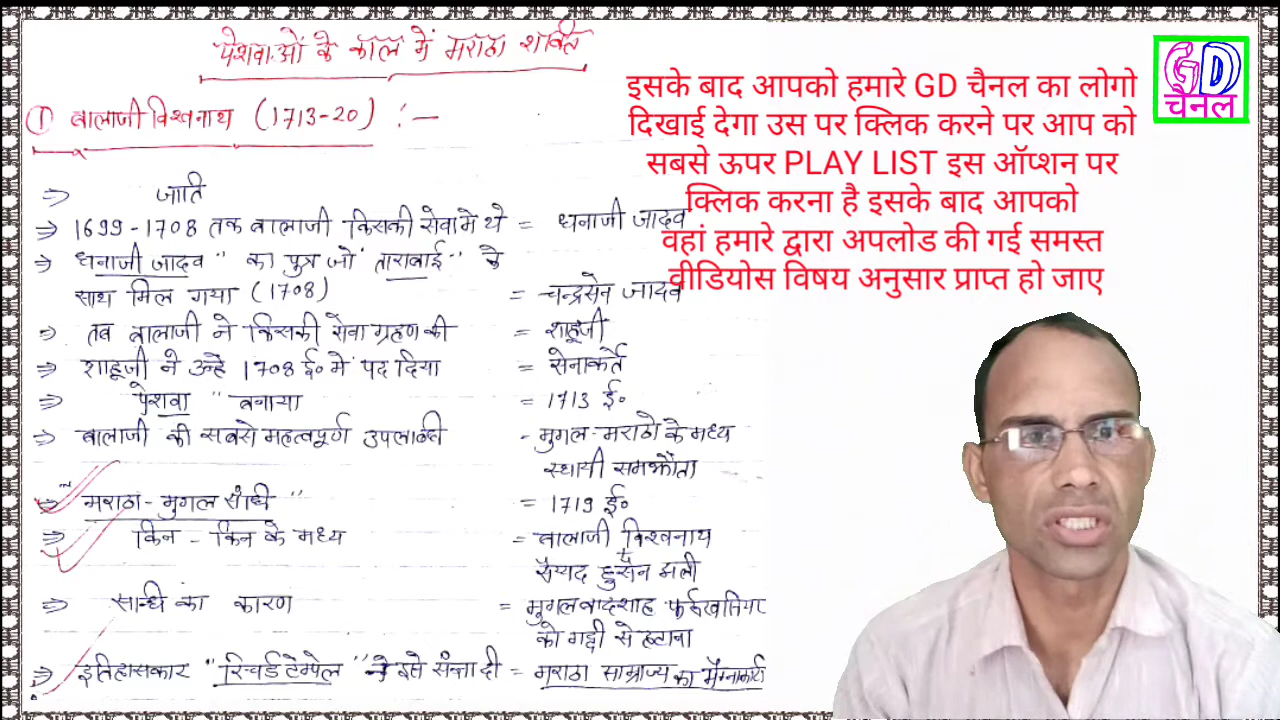 पेशवाओं के काल में मराठा शक्ति
① बालाजी विश्वनाथ (1713-20) :-
⇒ जाति
⇒ 1699-1708 तक बालाजी किसकी सेवा मे थे = धनाजी जादव
⇒ धनाजी जादव " का पुत्र जो "ताराबाई" के
साथ मिल गया (1708) = चन्द्रसेन जादव
⇒ तब बालाजी ने किसकी सेवा ग्रहण की = शाहूजी
⇒ शाहूजी ने उन्हे 1708 ई० मे पद दिया = सेनाकर्ते
⇒ पेशवा " बनाया = 1713 ई०
⇒ बालाजी की सबसे महत्वपूर्ण उपलब्धी - मुगल-मराठो के मध्य
स्थायी समझौता
⇒ मराठा-मुगल संधि " = 1719 ई०
⇒ किन-किन के मध्य = बालाजी विश्वनाथ
सैय्यद हुसैन अली
⇒ सन्धि का कारण = मुगल बादशाह फर्रुखसियर
को गद्दी से हटाना
⇒ इतिहासकार "रिचर्ड टेम्पेल" ने इसे संज्ञा दी = मराठा साम्राज्य का मैग्नाकार्टा
इसके बाद आपको हमारे GD चैनल का लोगो
दिखाई देगा उस पर क्लिक करने पर आप को
सबसे ऊपर PLAY LIST इस ऑप्शन पर
क्लिक करना है इसके बाद आपको
वहां हमारे द्वारा अपलोड की गई समस्त
वीडियोस विषय अनुसार प्राप्त हो जाए
GD
चैनल